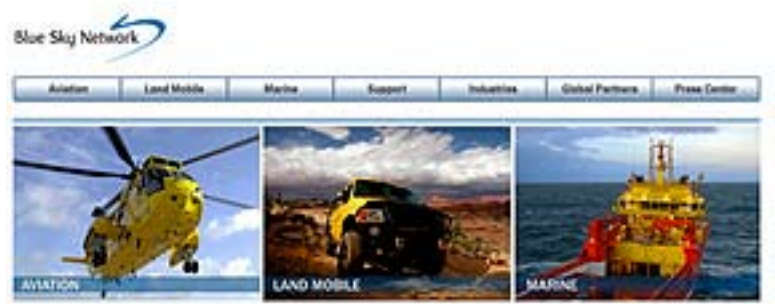 Blue Sky Network
Aviation Land Mobile Marine Support Industries Global Partners Press Center
AVIATION LAND MOBILE MARINE